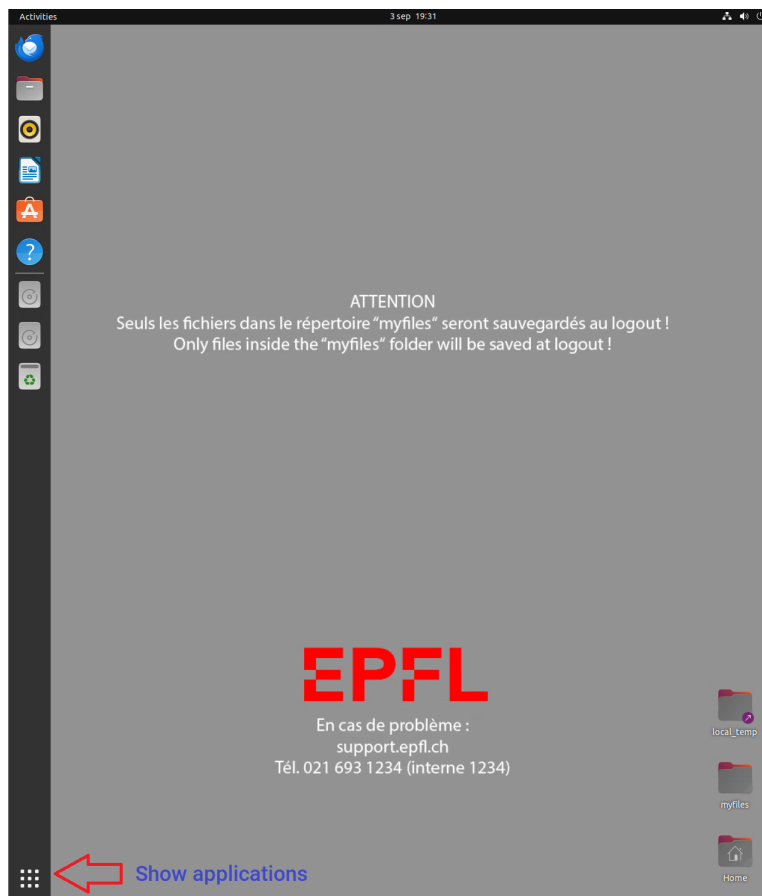 Activities
3 sep 19:31
ATTENTION
Seuls les fichiers dans le répertoire “myfiles“ seront sauvegardés au logout !
Only files inside the “myfiles“ folder will be saved at logout !
EPFL
En cas de problème :
support.epfl.ch
Tél. 021 693 1234 (interne 1234)
local_temp
myfiles
Home
Show applications